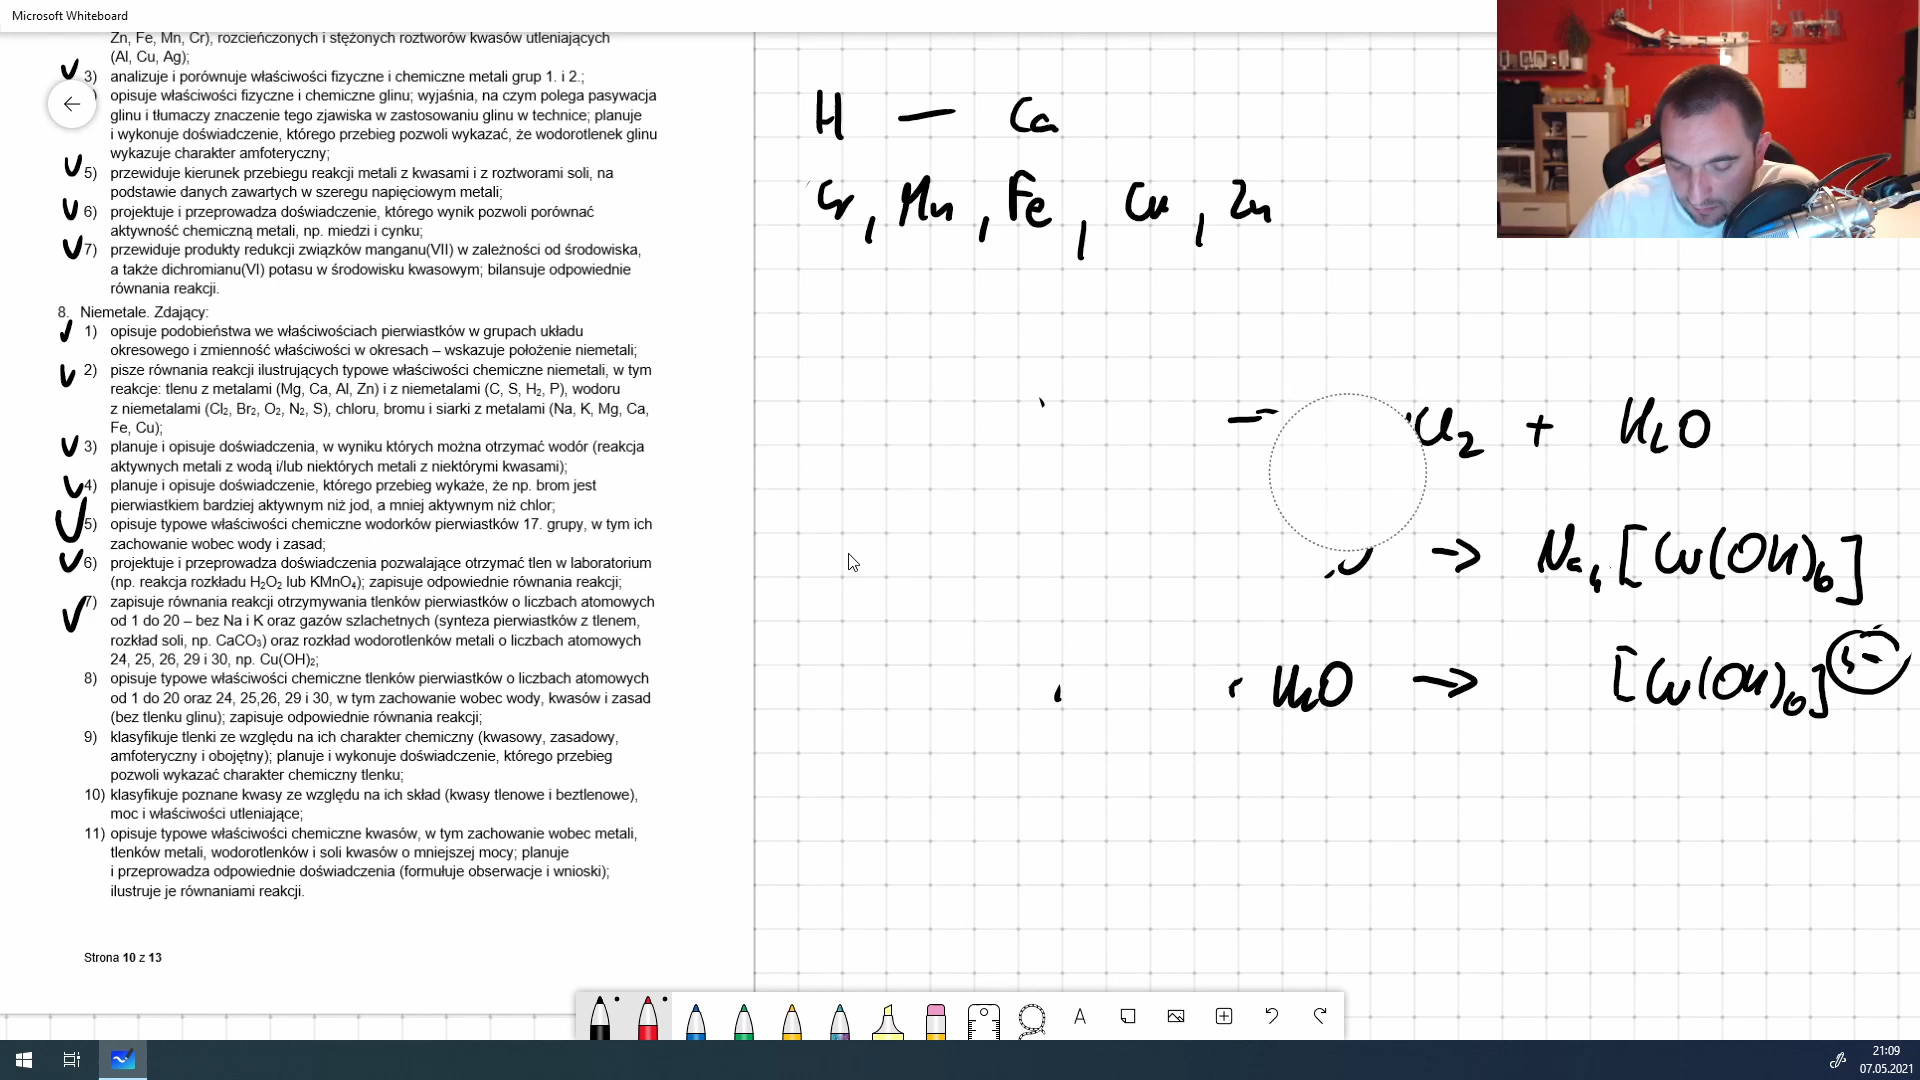 Microsoft Whiteboard
Zn, Fe, Mn, Cr), rozcieńczonych i stężonych roztworów kwasów utleniających
(Al, Cu, Ag);
3) analizuje i porównuje właściwości fizyczne i chemiczne metali grup 1. i 2.;
opisuje właściwości fizyczne i chemiczne glinu; wyjaśnia, na czym polega pasywacja
glinu i tłumaczy znaczenie tego zjawiska w zastosowaniu glinu w technice; planuje
i wykonuje doświadczenie, którego przebieg pozwoli wykazać, że wodorotlenek glinu
wykazuje charakter amfoteryczny;
5) przewiduje kierunek przebiegu reakcji metali z kwasami i z roztworami soli, na
podstawie danych zawartych w szeregu napięciowym metali;
6) projektuje i przeprowadza doświadczenie, którego wynik pozwoli porównać
aktywność chemiczną metali, np. miedzi i cynku;
7) przewiduje produkty redukcji związków manganu(VII) w zależności od środowiska,
a także dichromianu(VI) potasu w środowisku kwasowym; bilansuje odpowiednie
równania reakcji.
8. Niemetale. Zdający:
1) opisuje podobieństwa we właściwościach pierwiastków w grupach układu
okresowego i zmienność właściwości w okresach – wskazuje położenie niemetali;
2) pisze równania reakcji ilustrujących typowe właściwości chemiczne niemetali, w tym
reakcje: tlenu z metalami (Mg, Ca, Al, Zn) i z niemetalami (C, S, H₂, P), wodoru
z niemetalami (Cl₂, Br₂, O₂, N₂, S), chloru, bromu i siarki z metalami (Na, K, Mg, Ca,
Fe, Cu);
3) planuje i opisuje doświadczenia, w wyniku których można otrzymać wodór (reakcja
aktywnych metali z wodą i/lub niektórych metali z niektórymi kwasami);
4) planuje i opisuje doświadczenie, którego przebieg wykaże, że np. brom jest
pierwiastkiem bardziej aktywnym niż jod, a mniej aktywnym niż chlor;
5) opisuje typowe właściwości chemiczne wodorków pierwiastków 17. grupy, w tym ich
zachowanie wobec wody i zasad;
6) projektuje i przeprowadza doświadczenia pozwalające otrzymać tlen w laboratorium
(np. reakcja rozkładu H₂O₂ lub KMnO₄); zapisuje odpowiednie równania reakcji;
7) zapisuje równania reakcji otrzymywania tlenków pierwiastków o liczbach atomowych
od 1 do 20 – bez Na i K oraz gazów szlachetnych (synteza pierwiastków z tlenem,
rozkład soli, np. CaCO₃) oraz rozkład wodorotlenków metali o liczbach atomowych
24, 25, 26, 29 i 30, np. Cu(OH)₂;
8) opisuje typowe właściwości chemiczne tlenków pierwiastków o liczbach atomowych
od 1 do 20 oraz 24, 25,26, 29 i 30, w tym zachowanie wobec wody, kwasów i zasad
(bez tlenku glinu); zapisuje odpowiednie równania reakcji;
9) klasyfikuje tlenki ze względu na ich charakter chemiczny (kwasowy, zasadowy,
amfoteryczny i obojętny); planuje i wykonuje doświadczenie, którego przebieg
pozwoli wykazać charakter chemiczny tlenku;
10) klasyfikuje poznane kwasy ze względu na ich skład (kwasy tlenowe i beztlenowe),
moc i właściwości utleniające;
11) opisuje typowe właściwości chemiczne kwasów, w tym zachowanie wobec metali,
tlenków metali, wodorotlenków i soli kwasów o mniejszej mocy; planuje
i przeprowadza odpowiednie doświadczenia (formułuje obserwacje i wnioski);
ilustruje je równaniami reakcji.
Strona 10 z 13
H — Ca
Cr, Mn, Fe, Cu, Zn
Cl₂ + H₂O
→ Na₄[Cu(OH)₆]
H₂O → [Cu(OH)₆]⁴⁻
A
21:09
07.05.2021